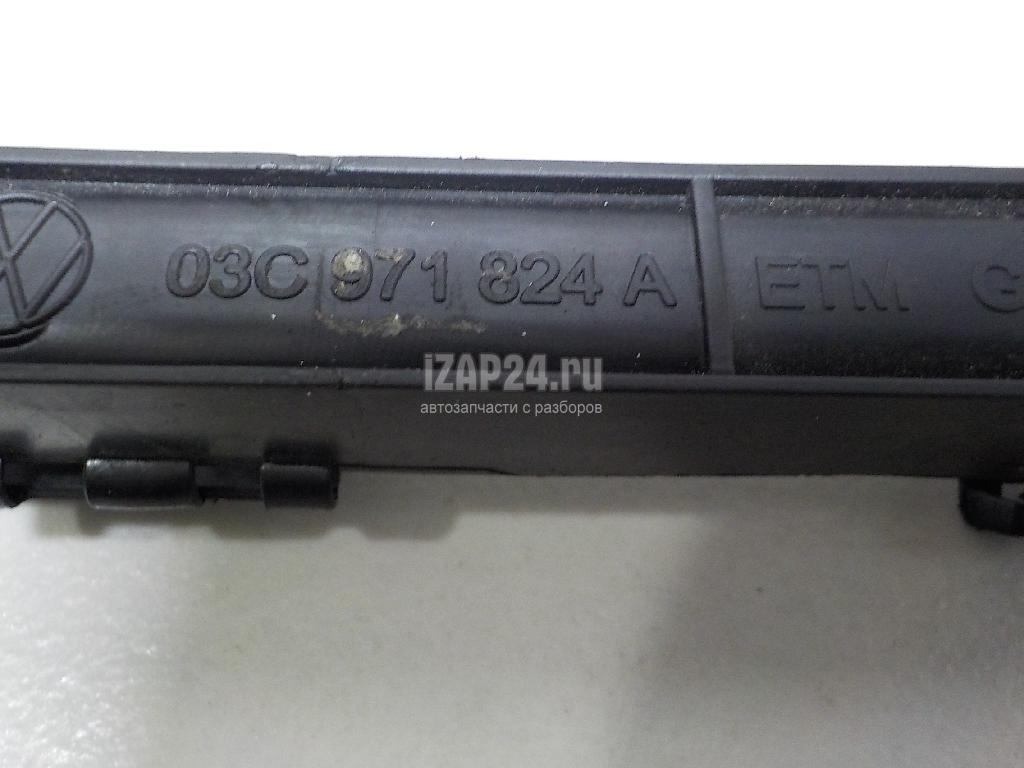 03C 971 824 A ETM G
iZAP24.ru
автозапчасти с разборов